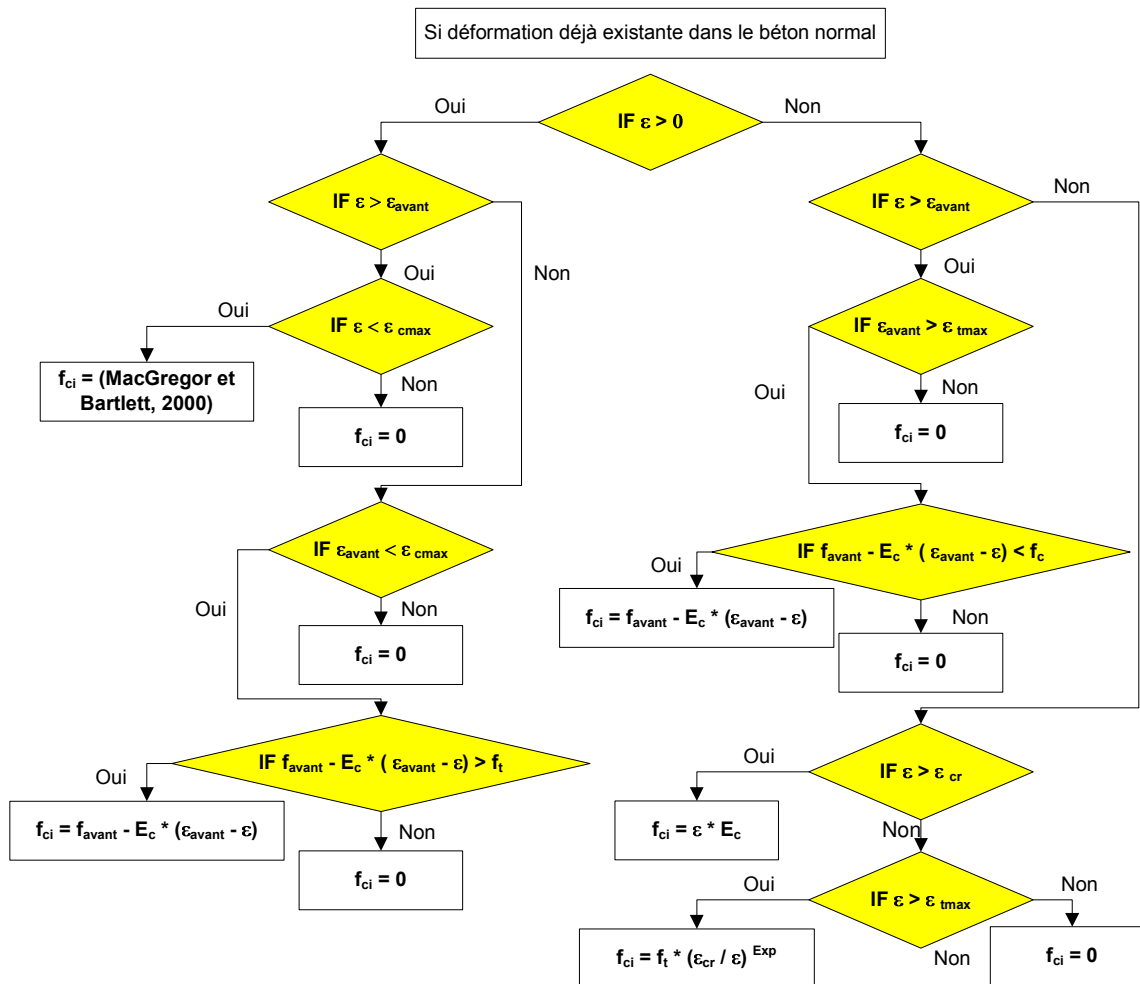 Si déformation déjà existante dans le béton normal
Oui
Non
IF ε > 0
IF ε > εavant
Non
IF ε > εavant
Oui
Non
Oui
Oui
IF ε < ε cmax
IF εavant > ε tmax
fci = (MacGregor et
Bartlett, 2000)
Non
Oui
Non
fci = 0
fci = 0
IF εavant < ε cmax
IF favant - Ec * ( εavant - ε) < fc
Oui
Oui
Non
fci = favant - Ec * (εavant - ε)
Non
fci = 0
fci = 0
IF favant - Ec * ( εavant - ε) > ft
Oui
Oui
IF ε > ε cr
fci = favant - Ec * (εavant - ε)
Non
fci = ε * Ec
Non
fci = 0
Oui
IF ε > ε tmax
Non
fci = ft * (εcr / ε) Exp
Non
fci = 0